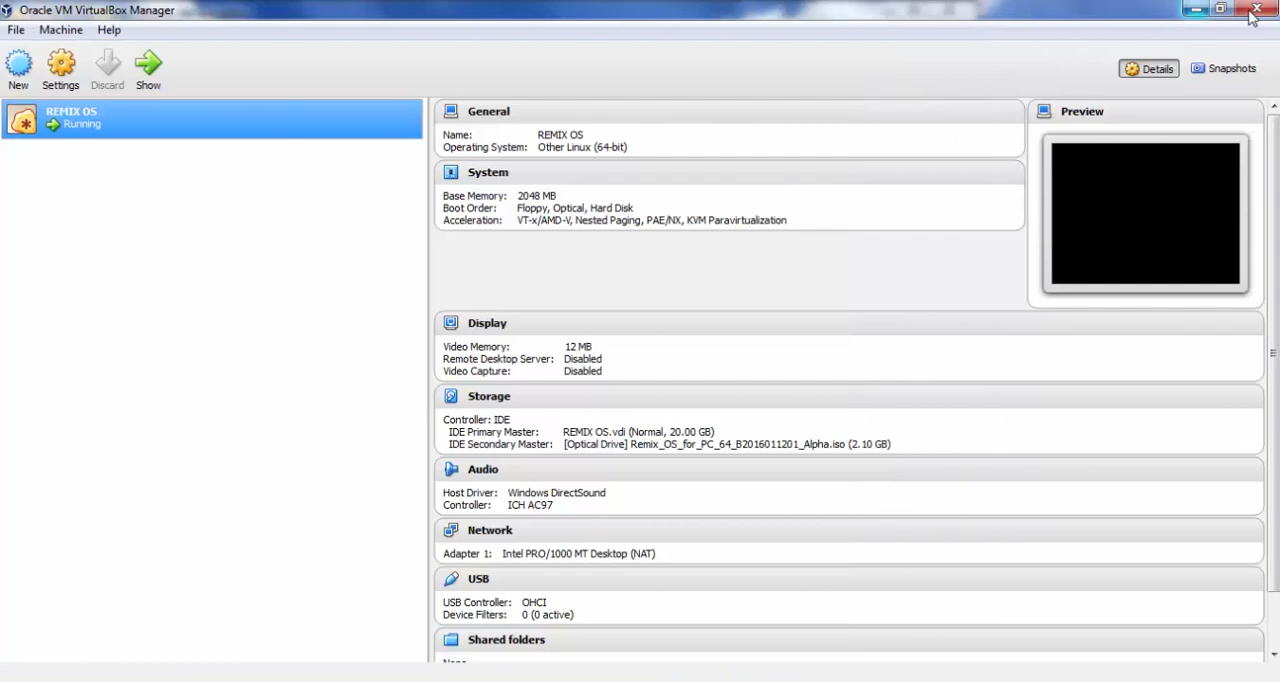 Oracle VM VirtualBox Manager
File Machine Help
New Settings Discard Show
Details Snapshots
REMIX OS
Running
General
Name: REMIX OS
Operating System: Other Linux (64-bit)
System
Base Memory: 2048 MB
Boot Order: Floppy, Optical, Hard Disk
Acceleration: VT-x/AMD-V, Nested Paging, PAE/NX, KVM Paravirtualization
Preview
Display
Video Memory: 12 MB
Remote Desktop Server: Disabled
Video Capture: Disabled
Storage
Controller: IDE
IDE Primary Master: REMIX OS.vdi (Normal, 20.00 GB)
IDE Secondary Master: [Optical Drive] Remix_OS_for_PC_64_B2016011201_Alpha.iso (2.10 GB)
Audio
Host Driver: Windows DirectSound
Controller: ICH AC97
Network
Adapter 1: Intel PRO/1000 MT Desktop (NAT)
USB
USB Controller: OHCI
Device Filters: 0 (0 active)
Shared folders